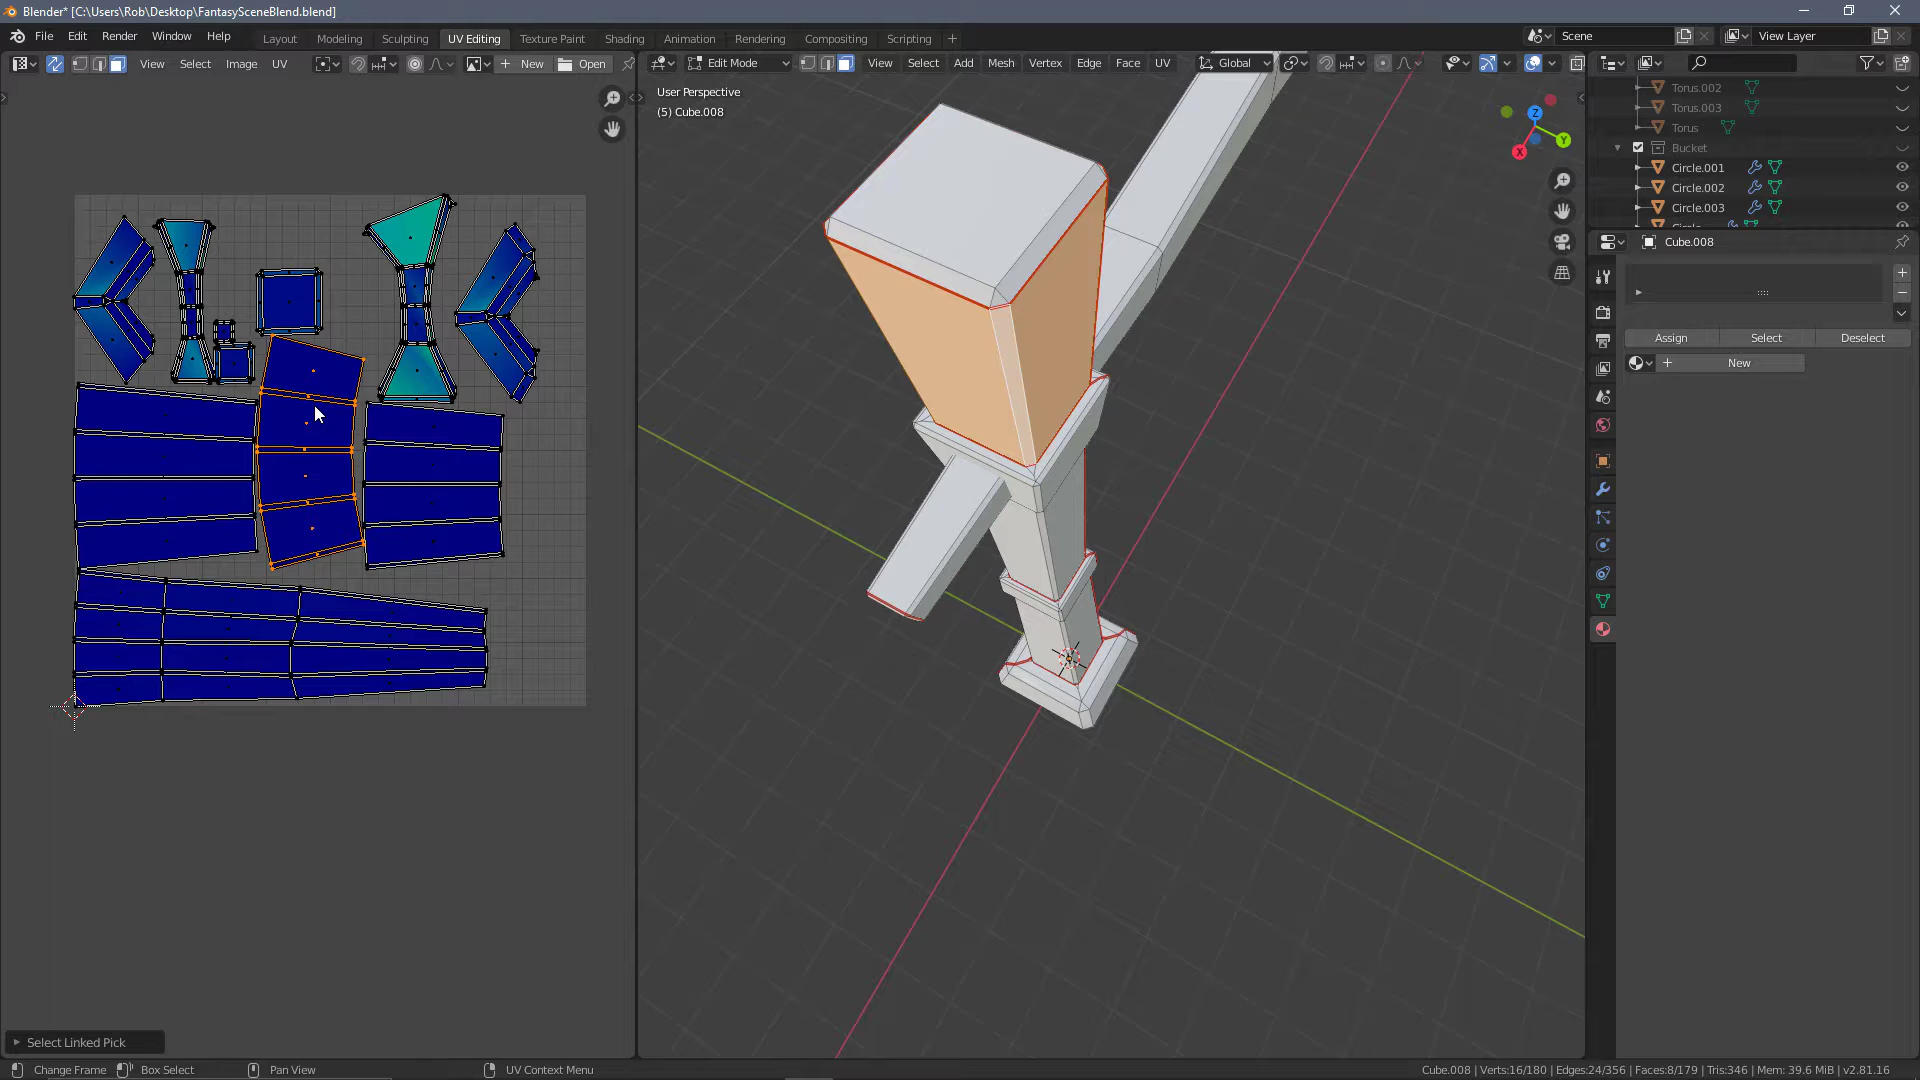 Blender* [C:\Users\Rob\Desktop\FantasySceneBlend.blend]
File Edit Render Window Help
Layout Modeling Sculpting UV Editing Texture Paint Shading Animation Rendering Compositing Scripting
Scene
View Layer
View Select Image UV
New
Open
Edit Mode
View Select Add Mesh Vertex Edge Face UV
Global
User Perspective
(5) Cube.008
Z
Y
X
Torus.002
Torus.003
Torus
Bucket
Circle.001
Circle.002
Circle.003
Cube.008
Assign Select Deselect
New
Select Linked Pick
Change Frame
Box Select
Pan View
UV Context Menu
Cube.008 | Verts:16/180 | Edges:24/356 | Faces:8/179 | Tris:346 | Mem: 39.6 MiB | v2.81.16